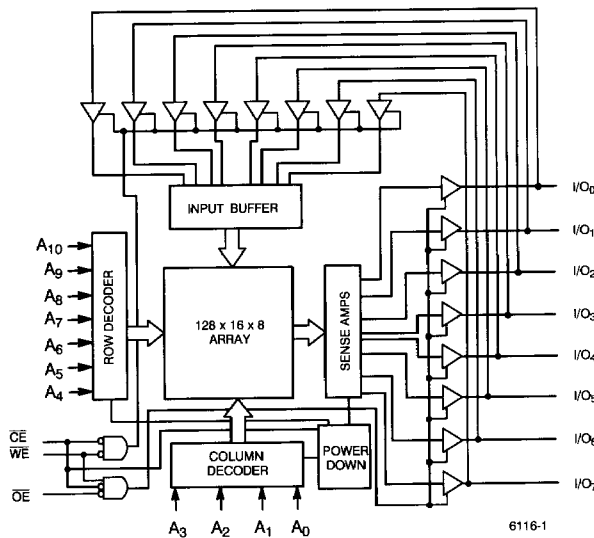 INPUT BUFFER
I/O0
I/O1
I/O2
I/O3
I/O4
I/O5
I/O6
I/O7
A10
A9
A8
A7
A6
A5
A4
ROW DECODER
128 x 16 x 8
ARRAY
SENSE AMPS
CE
WE
OE
COLUMN
DECODER
POWER
DOWN
A3
A2
A1
A0
6116-1